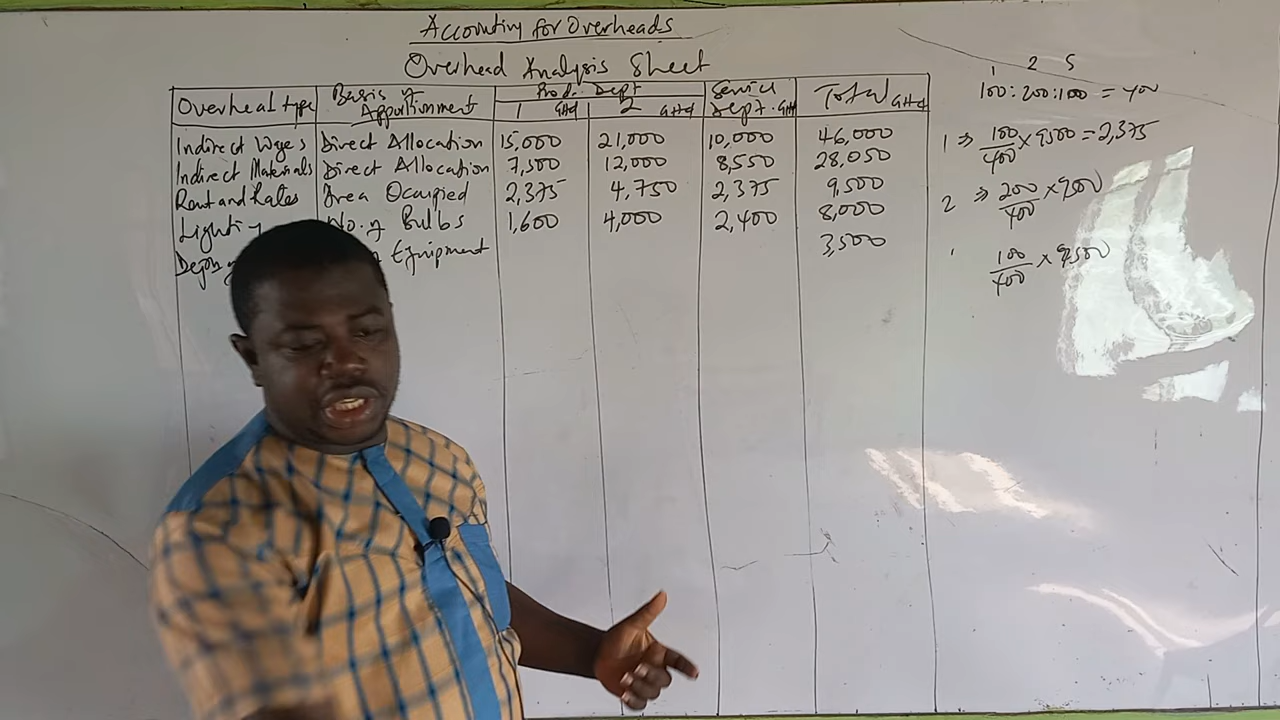 Accounting for Overheads
Overhead Analysis Sheet
Overhead type Basis of Apportionment Prod. Dept Service Dept. GH¢ Total GH¢
1 GH¢ 2 GH¢
Indirect Wages Direct Allocation 15,000 21,000 10,000 46,000
Indirect Materials Direct Allocation 7,500 12,000 8,550 28,050
Rent and Rates Area Ocupied 2,375 4,750 2,375 9,500
No. of Bulbs 1,600 4,000 2,400 8,000
Equipment 3,500
1 2 S
100 : 200 : 100 = 400
1 ⇒ 100/400 × 9500 = 2,375
2 ⇒ 200/400 × 9500
100/400 × 9500